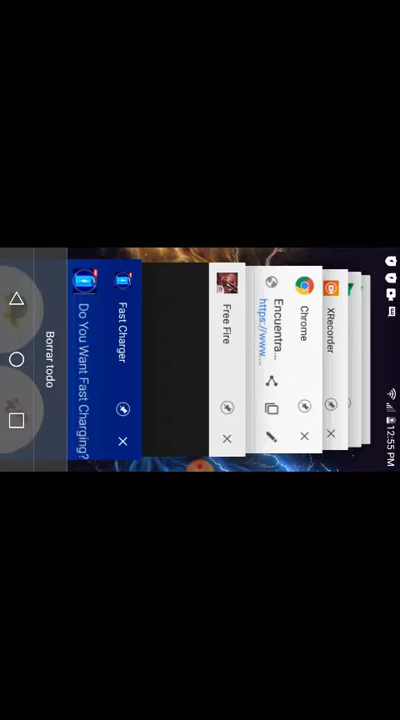 12:55 PM
XRecorder
Chrome
Encuentra...
https://www...
Free Fire
Fast Charger
Do You Want Fast Charging?
Borrar todo